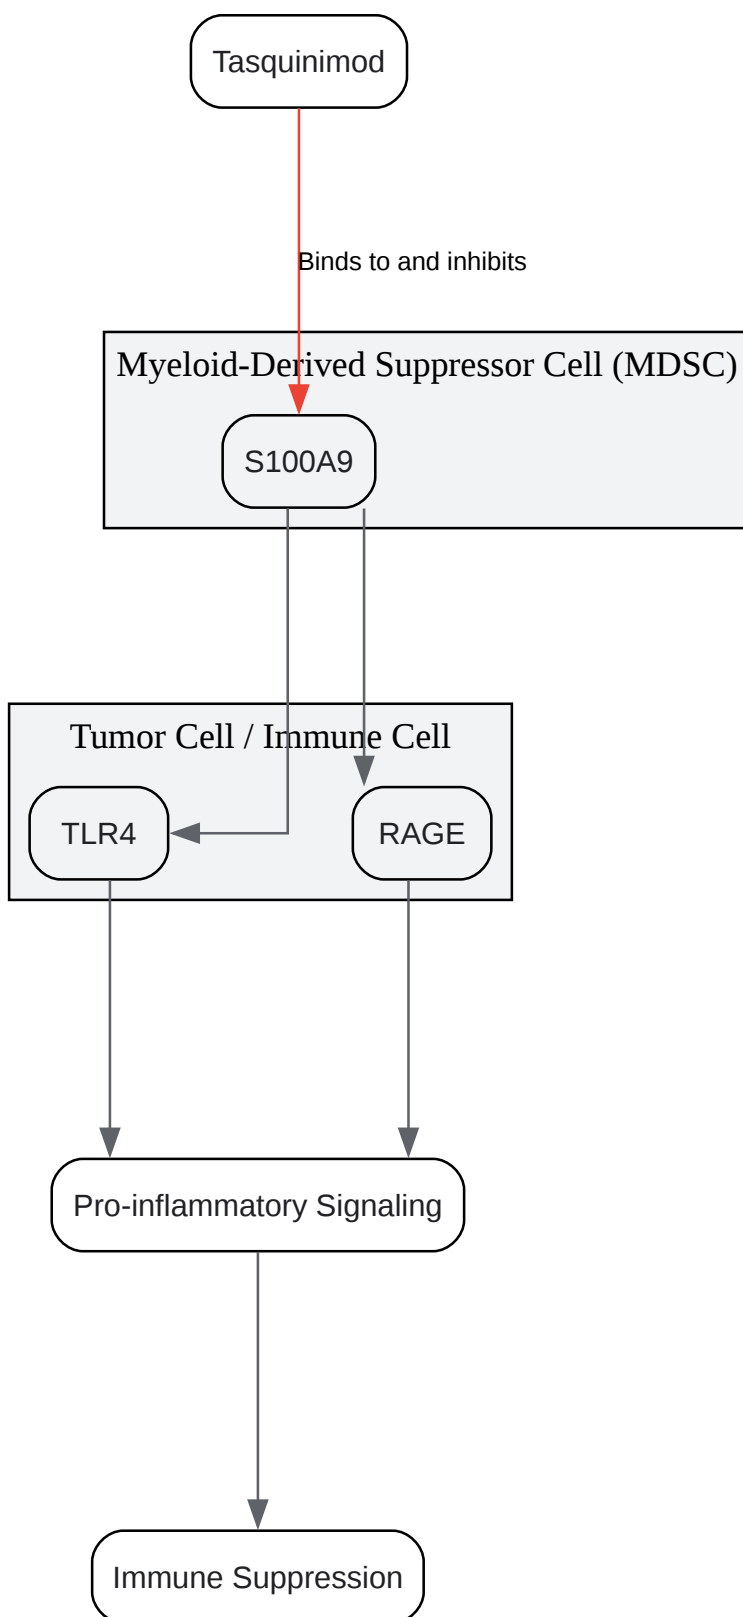 Tasquinimod
Binds to and inhibits
Myeloid-Derived Suppressor Cell (MDSC)
S100A9
Tumor Cell / Immune Cell
TLR4
RAGE
Pro-inflammatory Signaling
Immune Suppression